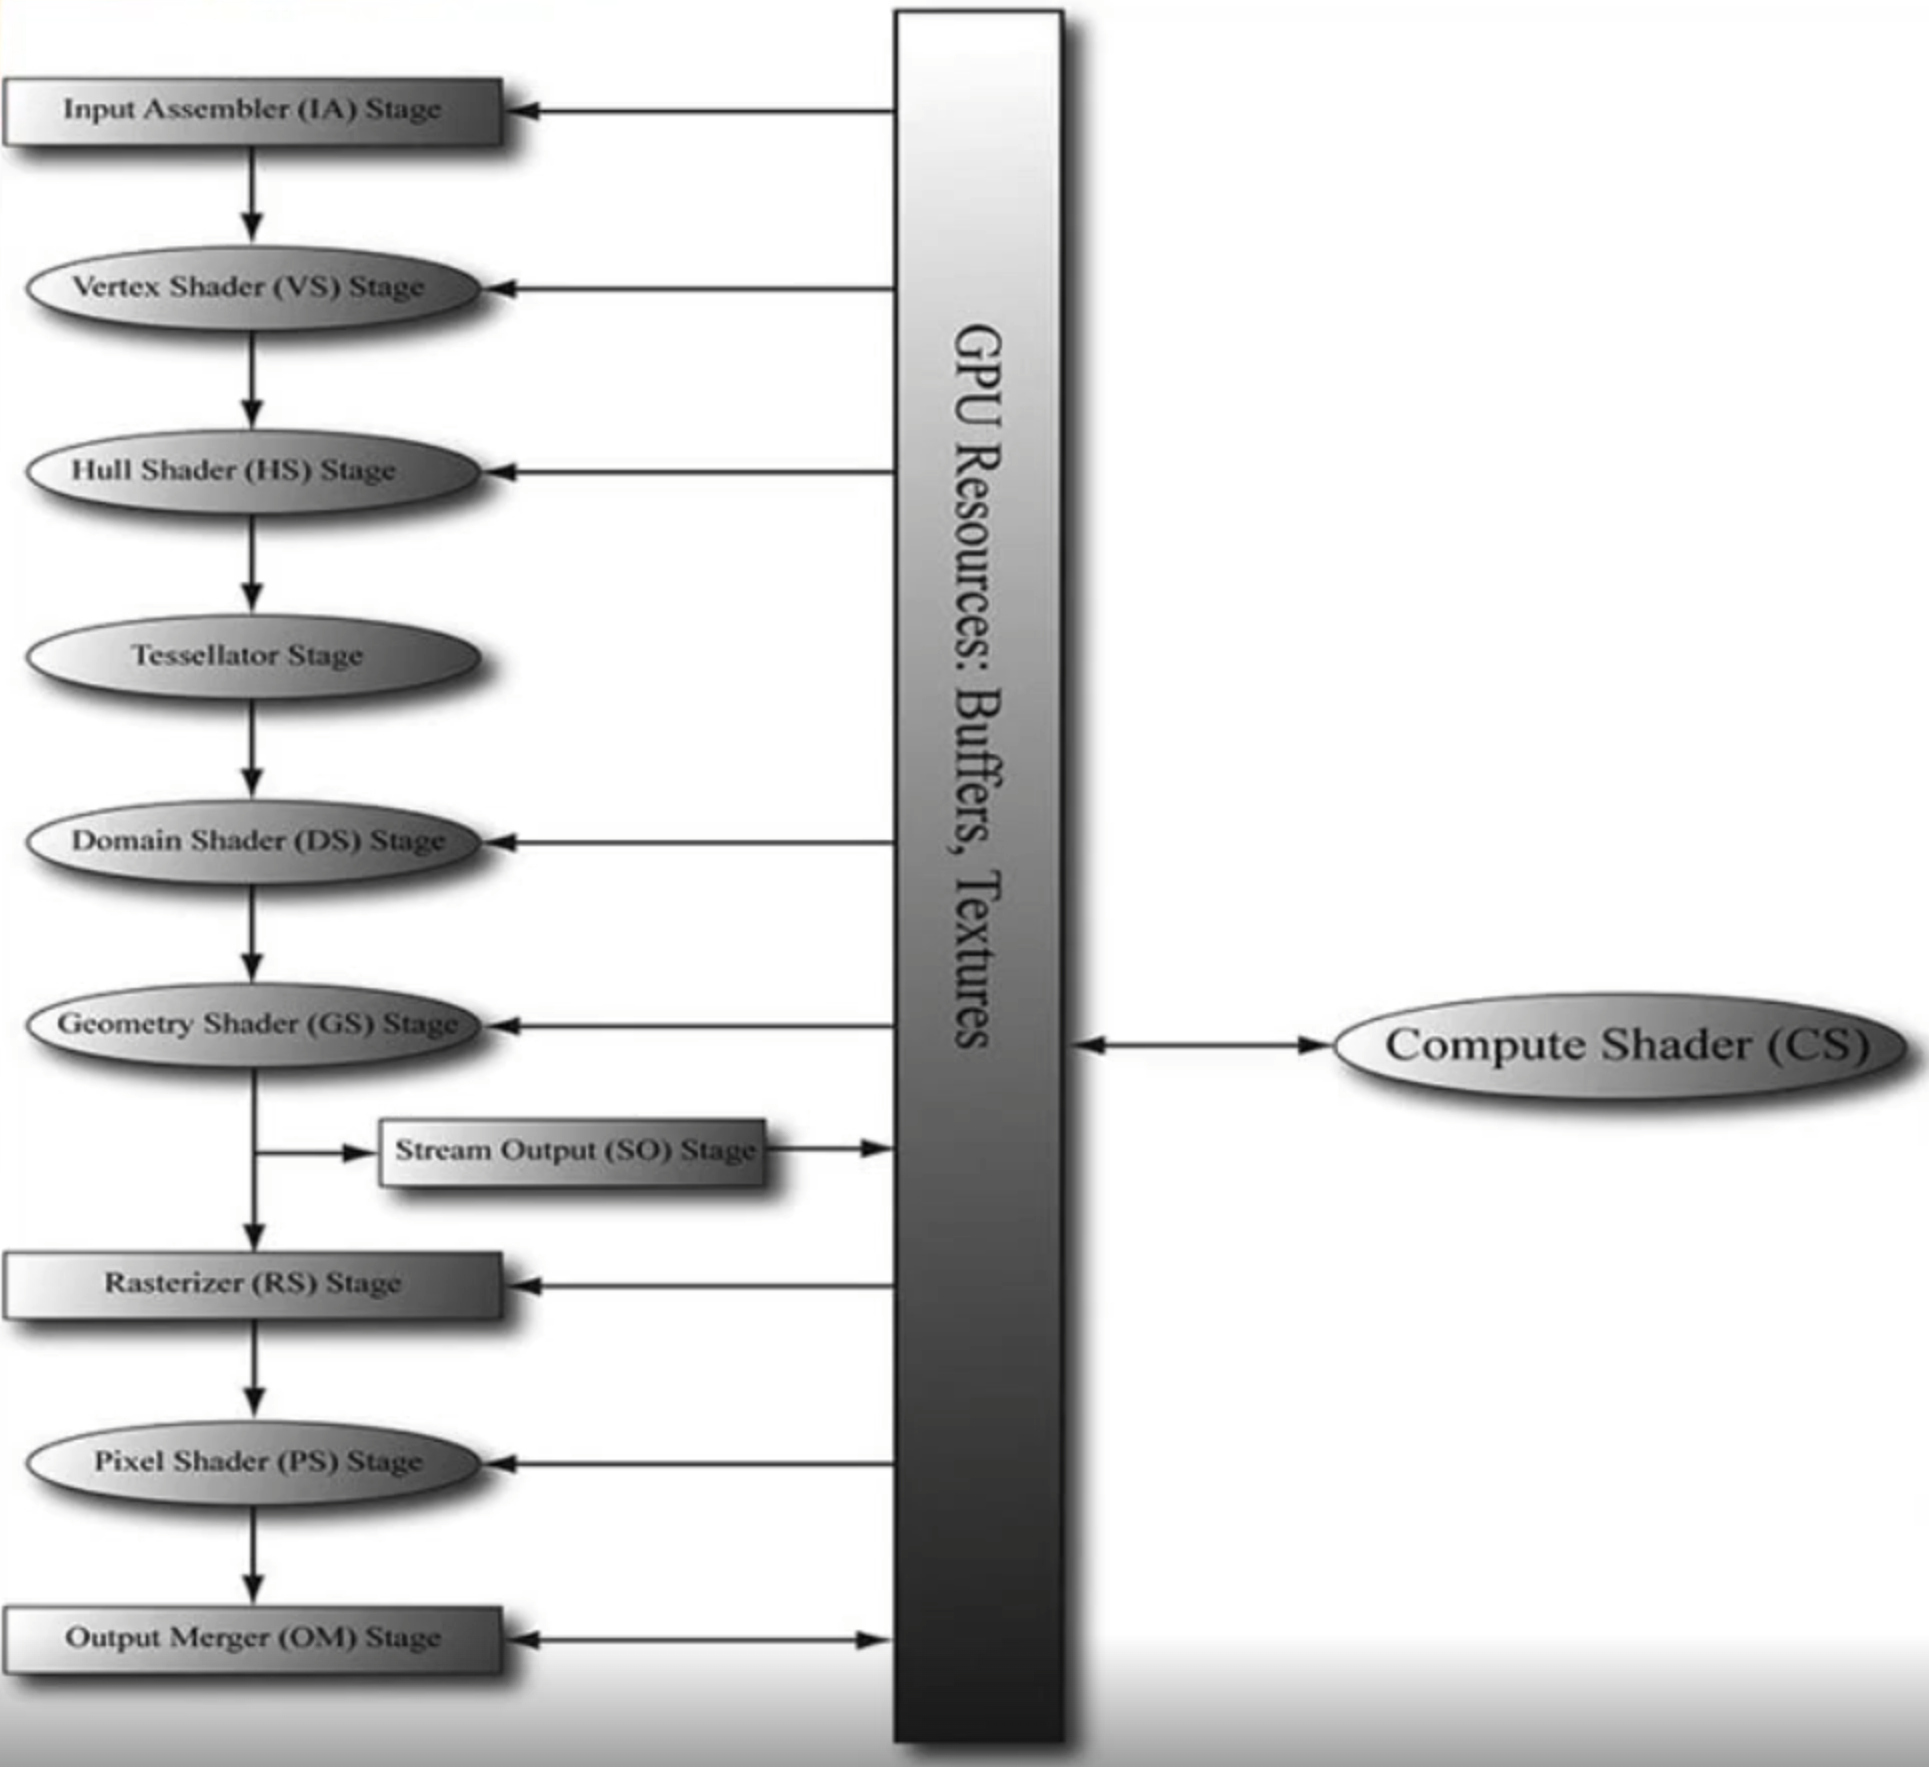 Input Assembler (IA) Stage
Vertex Shader (VS) Stage
Hull Shader (HS) Stage
Tessellator Stage
Domain Shader (DS) Stage
Geometry Shader (GS) Stage
Stream Output (SO) Stage
Rasterizer (RS) Stage
Pixel Shader (PS) Stage
Output Merger (OM) Stage
GPU Resources: Buffers, Textures
Compute Shader (CS)